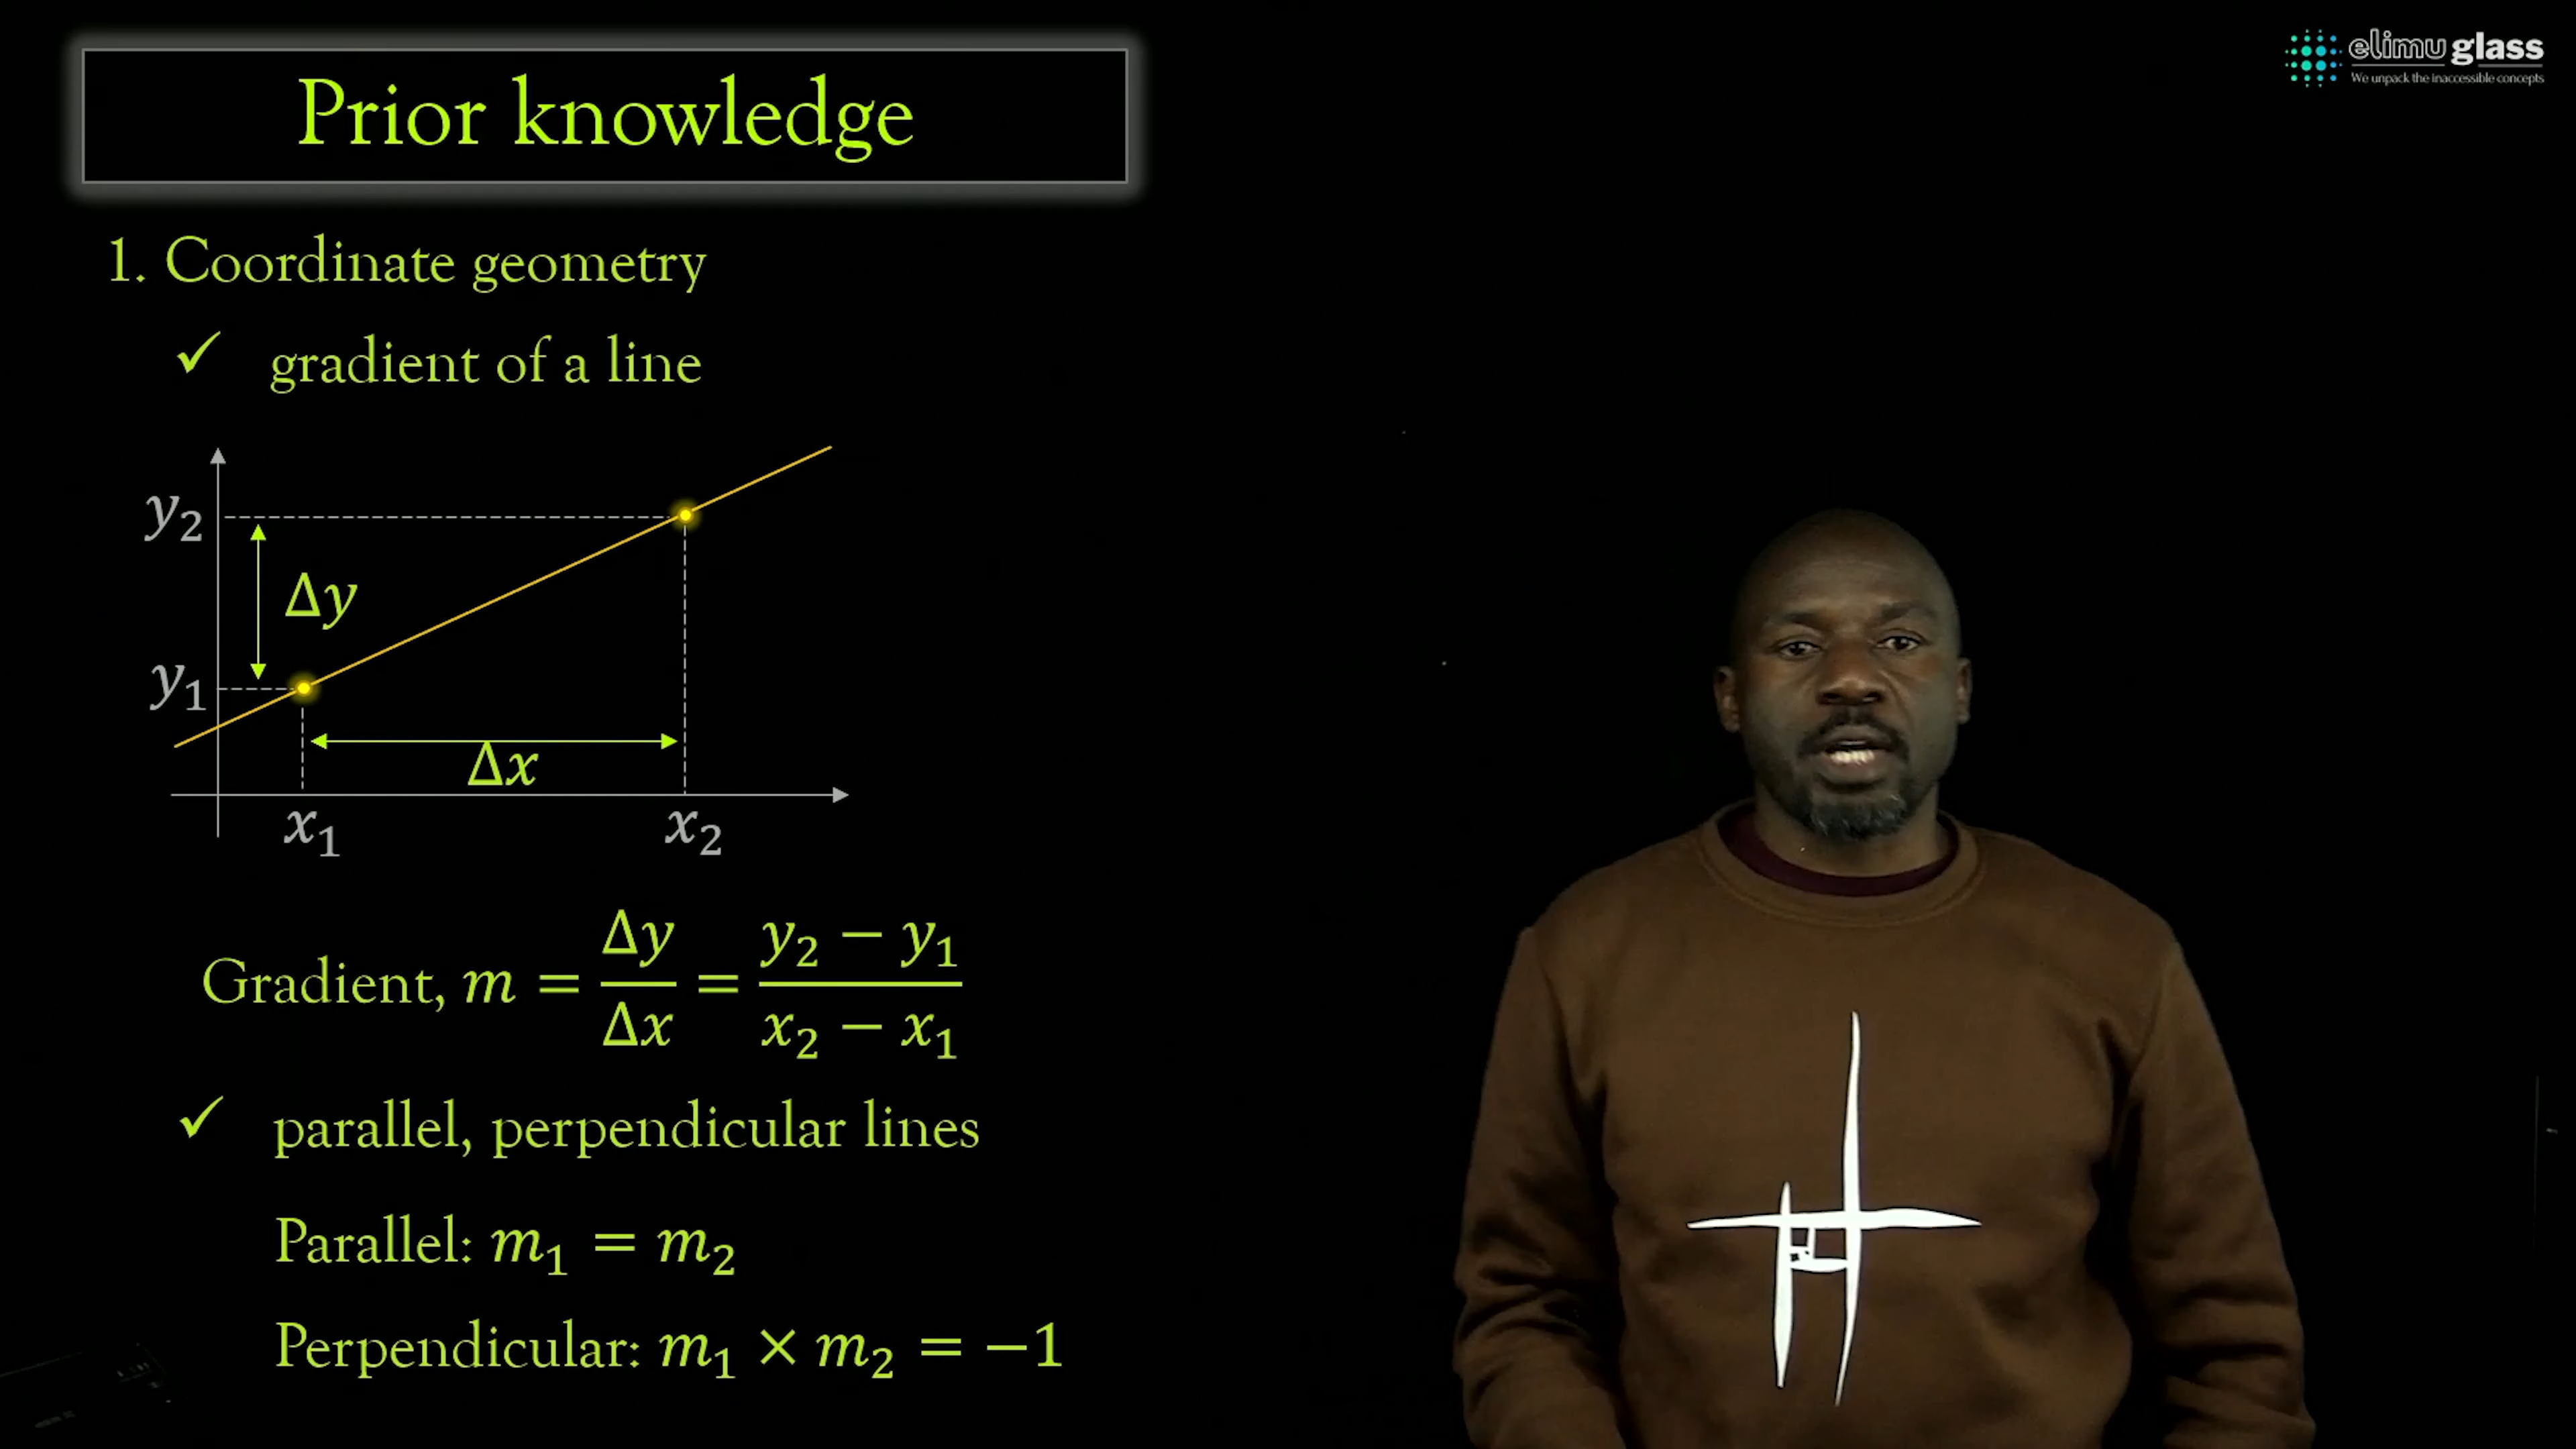 Prior knowledge
elimu glass
We unpack the inaccessible concepts
1. Coordinate geometry
✓ gradient of a line
y₂
Δy
y₁
Δx
x₁ x₂
Gradient, m = Δy/Δx = (y₂ − y₁)/(x₂ − x₁)
✓ parallel, perpendicular lines
Parallel: m₁ = m₂
Perpendicular: m₁ × m₂ = −1